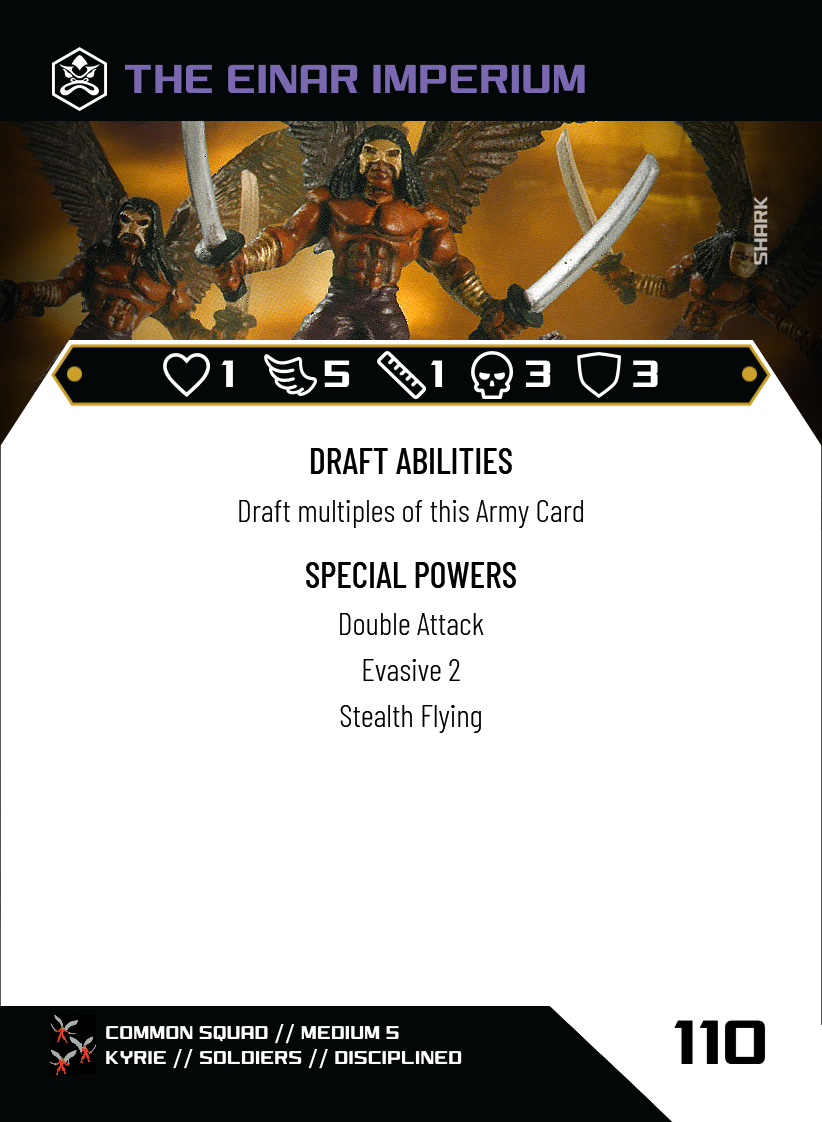 THE EINAR IMPERIUM
SHARK
1 5 1 3 3
DRAFT ABILITIES
Draft multiples of this Army Card
SPECIAL POWERS
Double Attack
Evasive 2
Stealth Flying
COMMON SQUAD // MEDIUM 5
KYRIE // SOLDIERS // DISCIPLINED
110